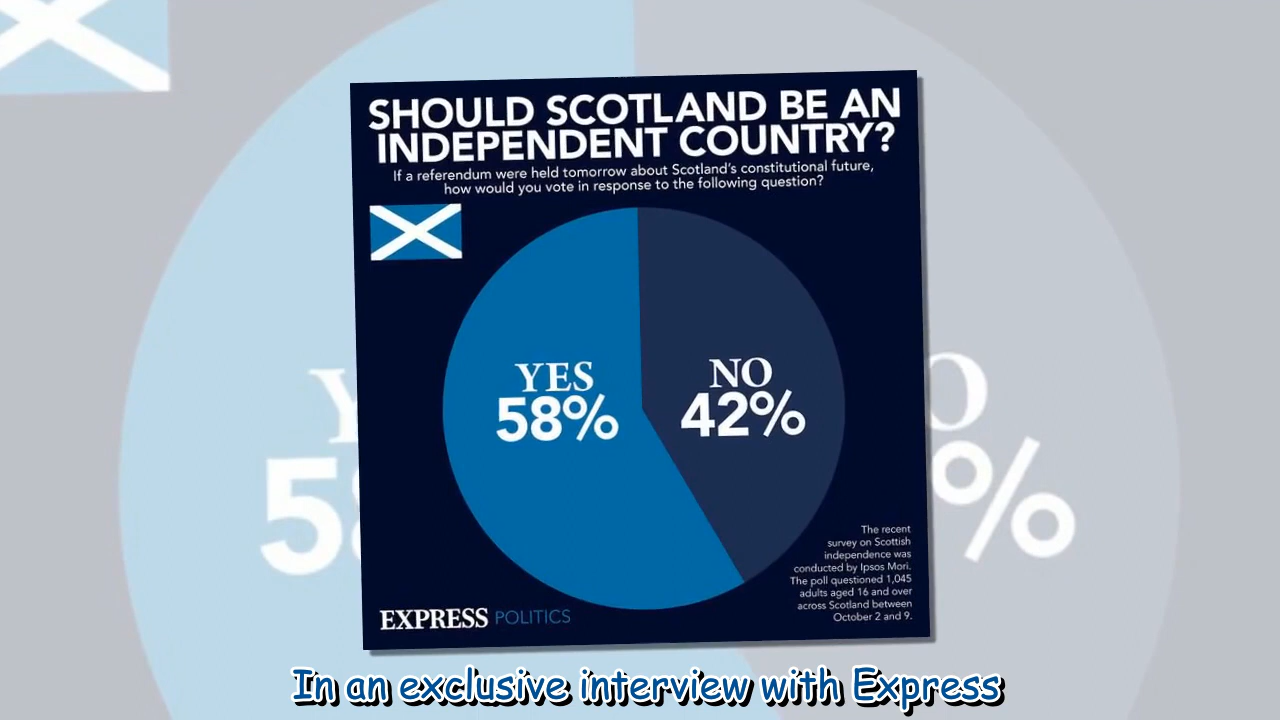 SHOULD SCOTLAND BE AN
INDEPENDENT COUNTRY?
If a referendum were held tomorrow about Scotland's constitutional future,
how would you vote in response to the following question?
YES
58%
NO
42%
The recent
survey on Scottish
independence was
conducted by Ipsos Mori.
The poll questioned 1,045
adults aged 16 and over
across Scotland between
October 2 and 9.
EXPRESS POLITICS
In an exclusive interview with Express